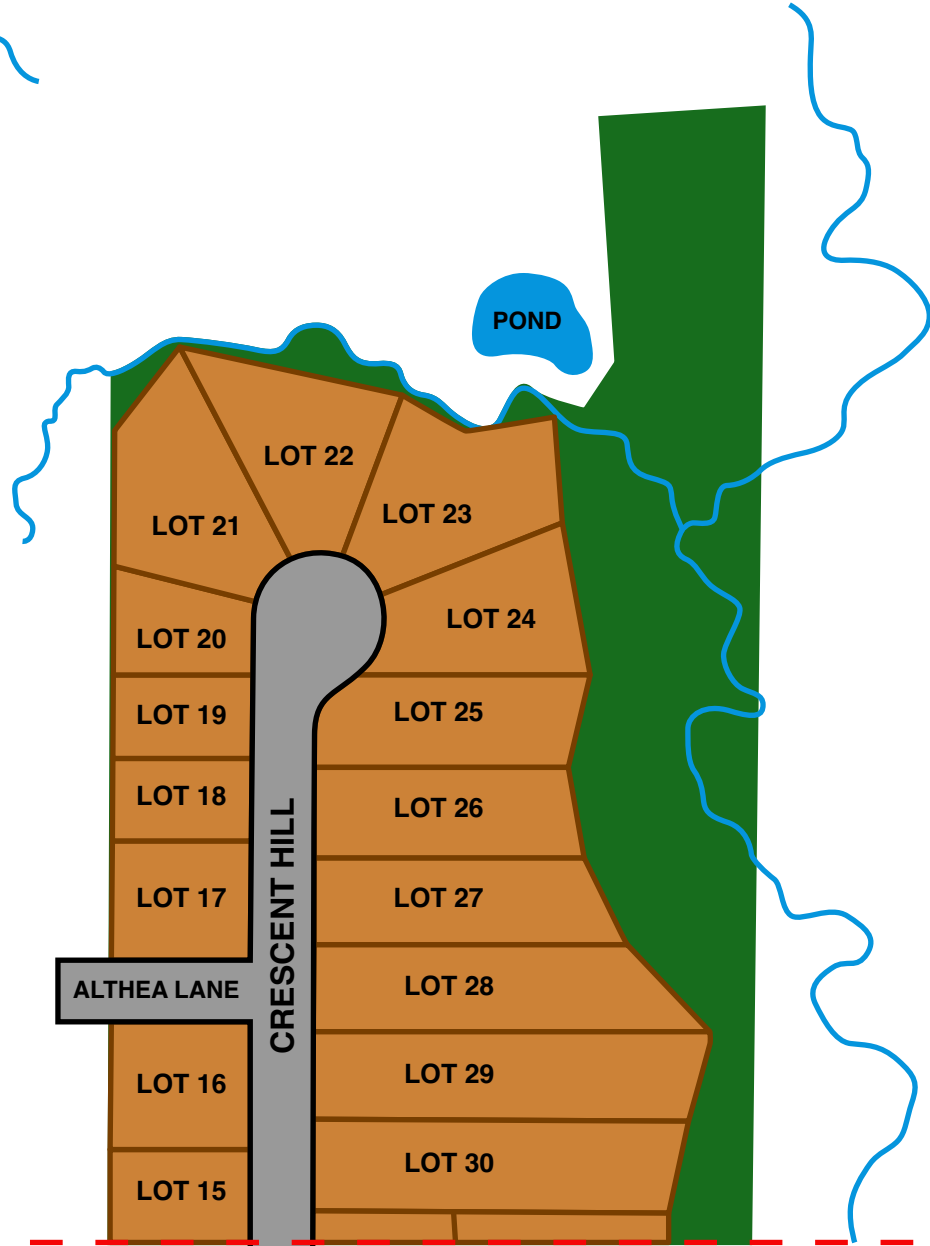 POND
LOT 22
LOT 23
LOT 21
LOT 24
LOT 20
LOT 25
LOT 19
LOT 18
LOT 26
LOT 17
LOT 27
CRESCENT HILL
ALTHEA LANE
LOT 28
LOT 29
LOT 16
LOT 30
LOT 15